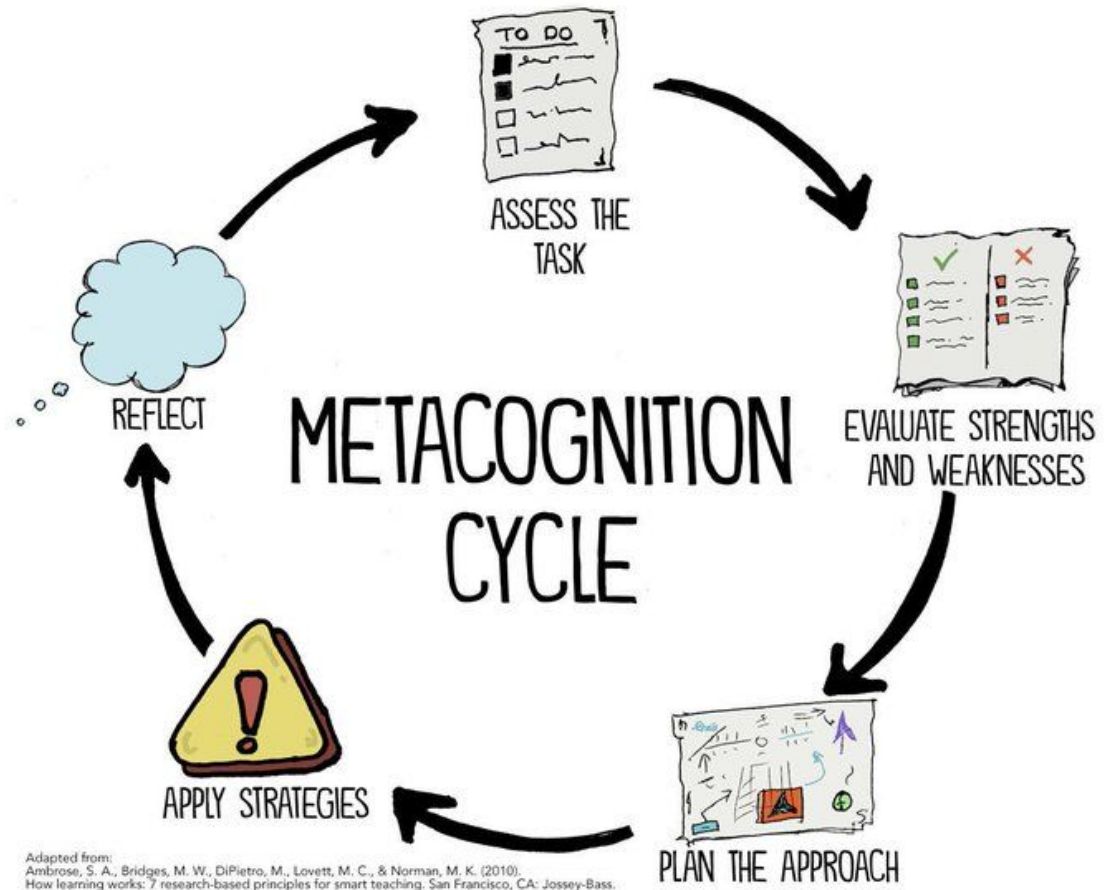 TO DO
ASSESS THE
TASK
EVALUATE STRENGTHS
AND WEAKNESSES
PLAN THE APPROACH
APPLY STRATEGIES
REFLECT
METACOGNITION
CYCLE
Adapted from:
Ambrose, S. A., Bridges, M. W., DiPietro, M., Lovett, M. C., & Norman, M. K. (2010).
How learning works: 7 research-based principles for smart teaching. San Francisco, CA: Jossey-Bass.